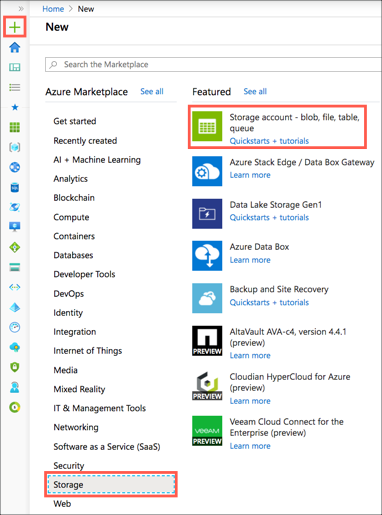 »
Home > New
New
Search the Marketplace
Azure Marketplace See all
Featured See all
Get started
Recently created
AI + Machine Learning
Analytics
Blockchain
Compute
Containers
Databases
Developer Tools
DevOps
Identity
Integration
Internet of Things
Media
Mixed Reality
IT & Management Tools
Networking
Software as a Service (SaaS)
Security
Storage
Web
Storage account - blob, file, table,
queue
Quickstarts + tutorials
Azure Stack Edge / Data Box Gateway
Learn more
Data Lake Storage Gen1
Quickstarts + tutorials
Azure Data Box
Learn more
Backup and Site Recovery
Quickstarts + tutorials
PREVIEW
AltaVault AVA-c4, version 4.4.1
(preview)
Learn more
PREVIEW
Cloudian HyperCloud for Azure
(preview)
Learn more
VEEAM
PREVIEW
Veeam Cloud Connect for the
Enterprise (preview)
Learn more